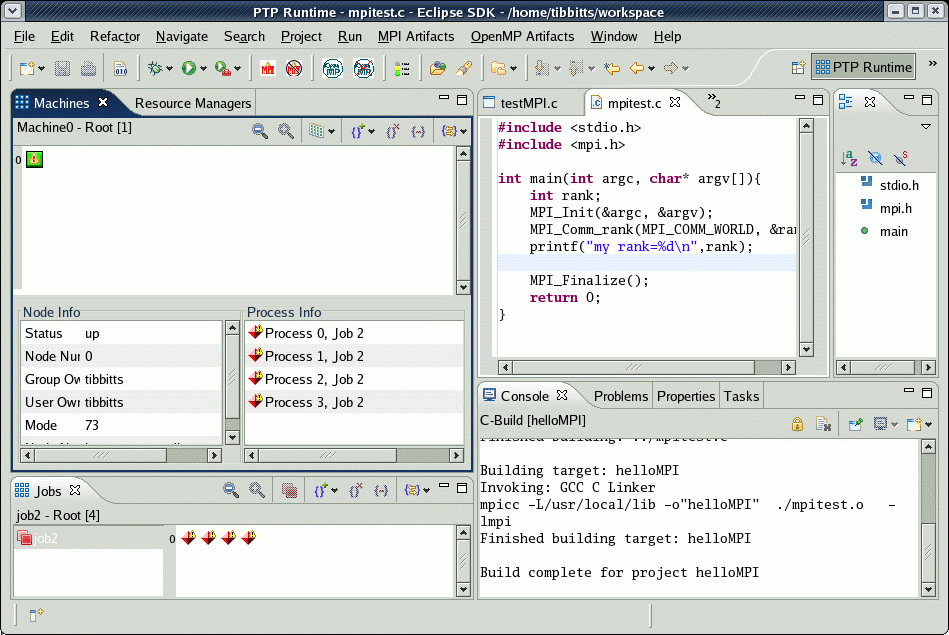 PTP Runtime - mpitest.c - Eclipse SDK - /home/tibbitts/workspace
File Edit Refactor Navigate Search Project Run MPI Artifacts OpenMP Artifacts Window Help
010 MPI PTP Runtime »
Machines Resource Managers
Machine0 - Root [1]
0
Node Info
Status up
Node Nur 0
Group Ow tibbitts
User Owr tibbitts
Mode 73
Process Info
Process 0, Job 2
Process 1, Job 2
Process 2, Job 2
Process 3, Job 2
Jobs
job2 - Root [4]
job2
0
testMPI.c mpitest.c »2
#include <stdio.h>
#include <mpi.h>
int main(int argc, char* argv[]){
int rank;
MPI_Init(&argc, &argv);
MPI_Comm_rank(MPI_COMM_WORLD, &ran
printf("my rank=%d\n",rank);
MPI_Finalize();
return 0;
}
stdio.h
mpi.h
main
Console Problems Properties Tasks
C-Build [helloMPI]
Finished building: ../mpitest.c
Building target: helloMPI
Invoking: GCC C Linker
mpicc -L/usr/local/lib -o"helloMPI" ./mpitest.o -
lmpi
Finished building target: helloMPI
Build complete for project helloMPI